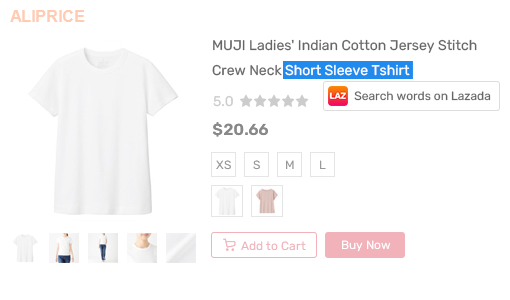 ALIPRICE
MUJI Ladies' Indian Cotton Jersey Stitch
Crew Neck Short Sleeve Tshirt
5.0
LAZ Search words on Lazada
$20.66
XS S M L
Add to Cart Buy Now